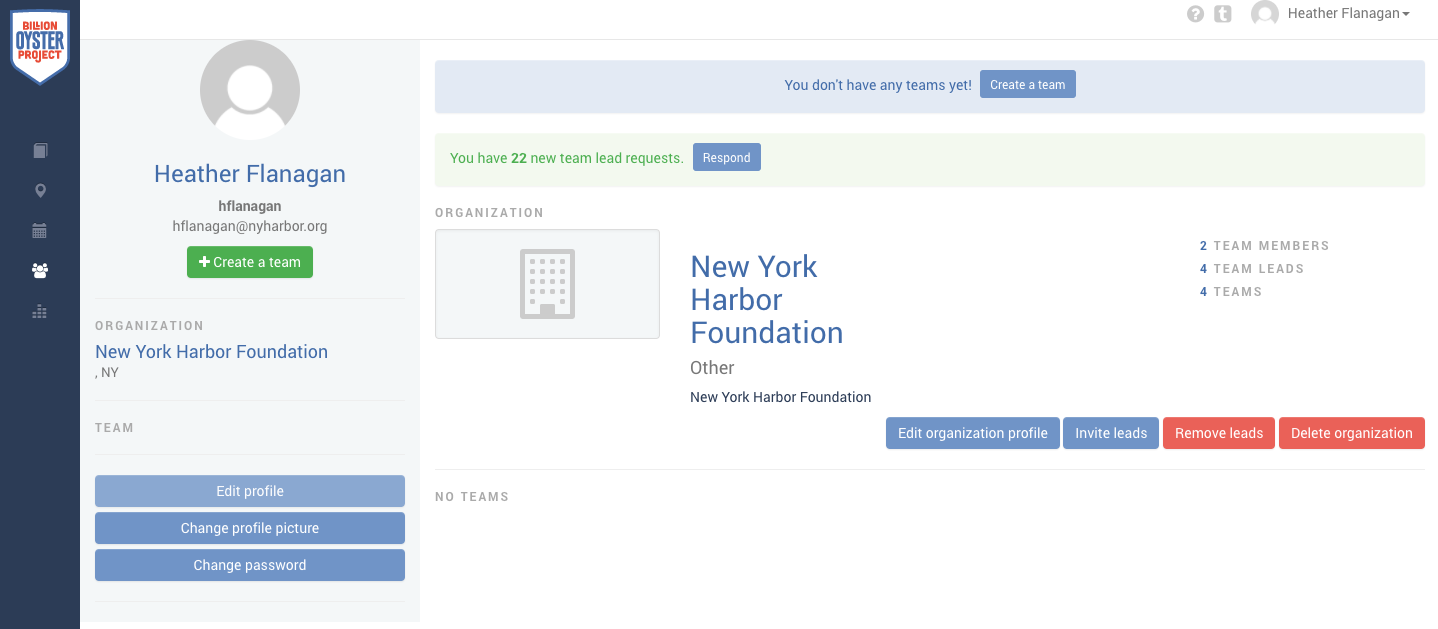 BILLION
OYSTER
PROJECT
? t Heather Flanagan
Heather Flanagan
hflanagan
hflanagan@nyharbor.org
+ Create a team
ORGANIZATION
New York Harbor Foundation
, NY
TEAM
Edit profile
Change profile picture
Change password
You don't have any teams yet! Create a team
You have 22 new team lead requests. Respond
ORGANIZATION
New York
Harbor
Foundation
Other
New York Harbor Foundation
2 TEAM MEMBERS
4 TEAM LEADS
4 TEAMS
Edit organization profile Invite leads Remove leads Delete organization
NO TEAMS